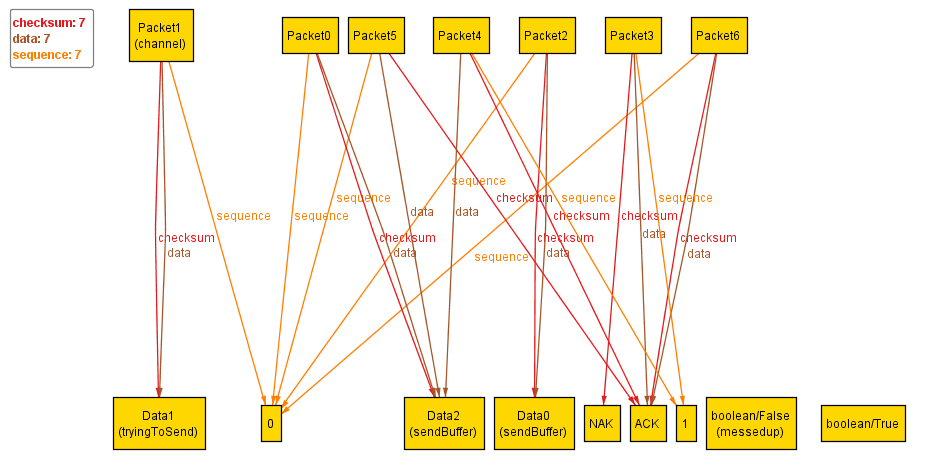 checksum: 7
data: 7
sequence: 7
Packet1
(channel)
Packet0
Packet5
Packet4
Packet2
Packet3
Packet6
sequence
checksum
sequence
sequence
checksum
sequence
data
data
checksum
data
sequence
sequence
checksum
data
checksum
data
sequence
checksum
data
checksum
data
Data1
(tryingToSend)
0
Data2
(sendBuffer)
Data0
(sendBuffer)
NAK
ACK
1
boolean/False
(messedup)
boolean/True